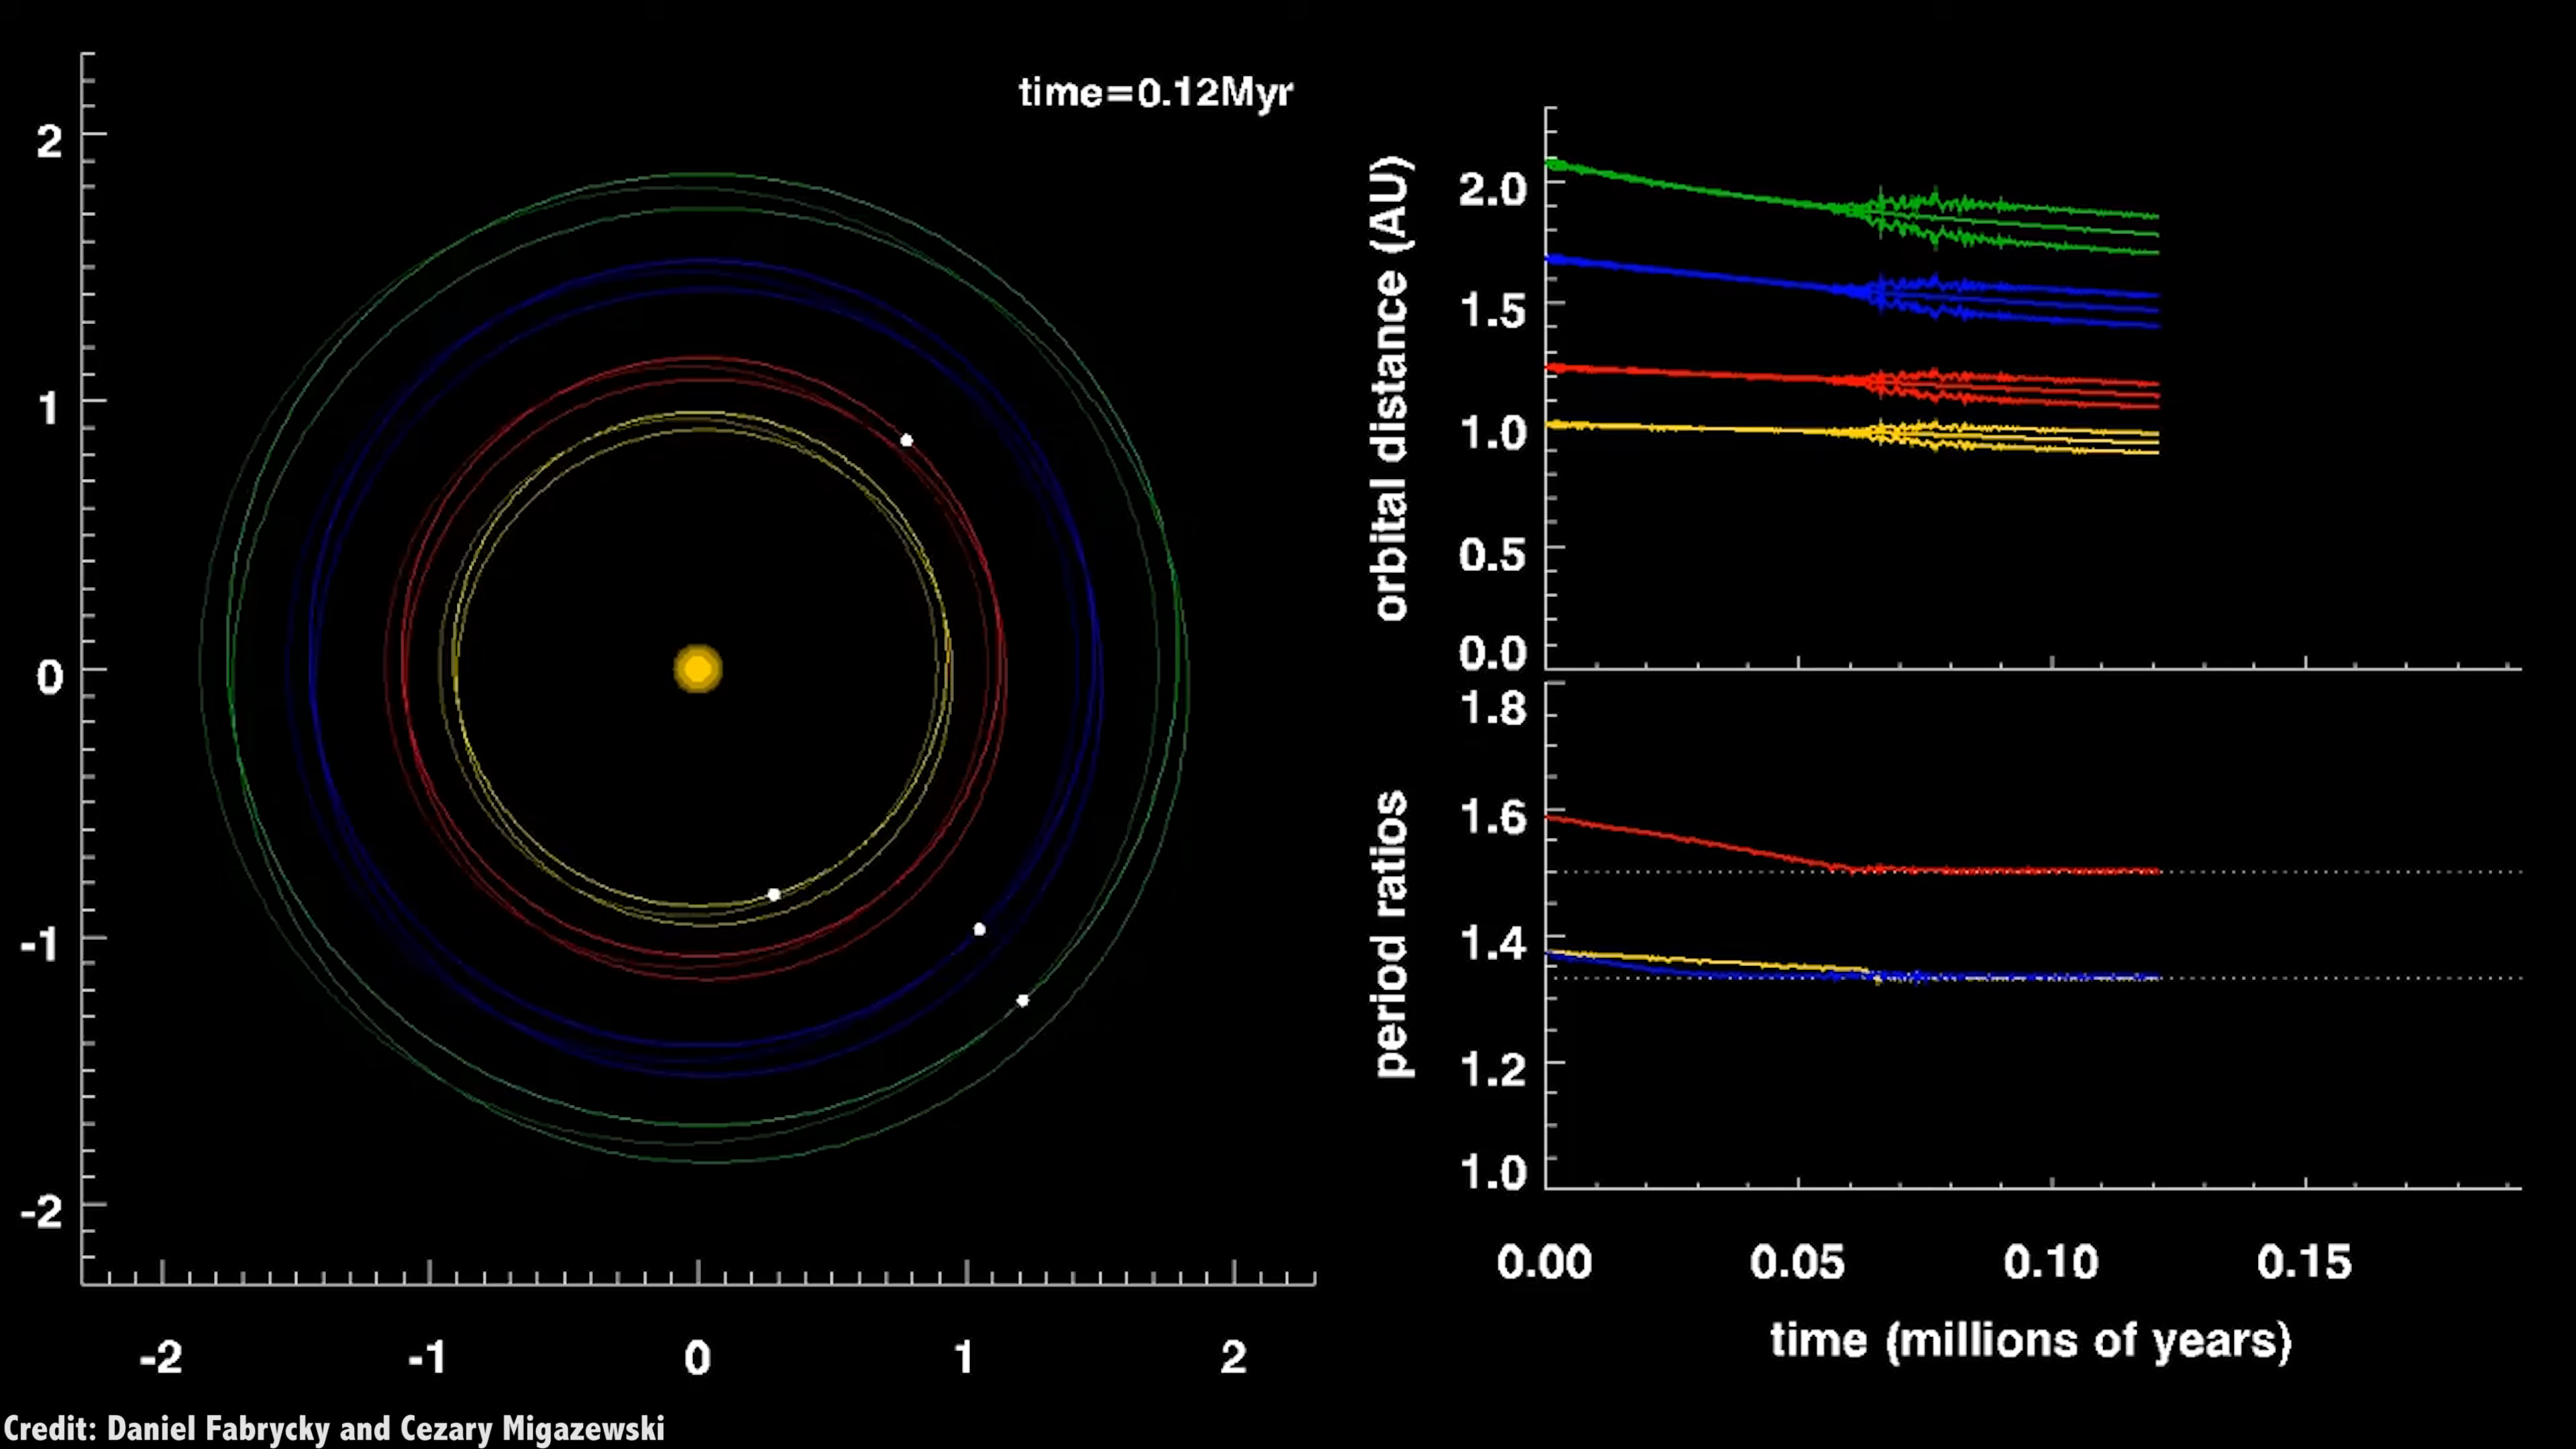 time=0.12Myr
2
1
0
-1
-2
-2 -1 0 1 2
orbital distance (AU)
2.0
1.5
1.0
0.5
0.0
period ratios
1.8
1.6
1.4
1.2
1.0
0.00 0.05 0.10 0.15
time (millions of years)
Credit: Daniel Fabrycky and Cezary Migazewski